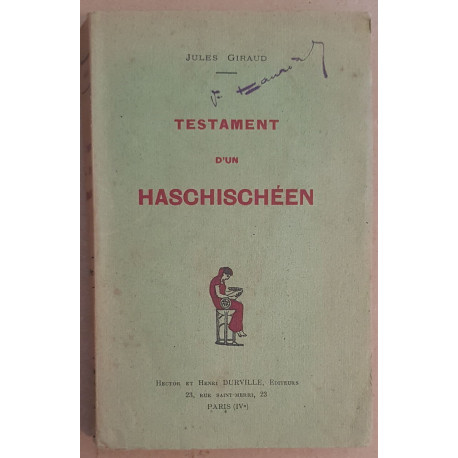 JULES GIRAUD
TESTAMENT
D'UN
HASCHISCHÉEN
HECTOR ET HENRI DURVILLE, ÉDITEURS
23, RUE SAINT-MERRI, 23
PARIS (IVe)